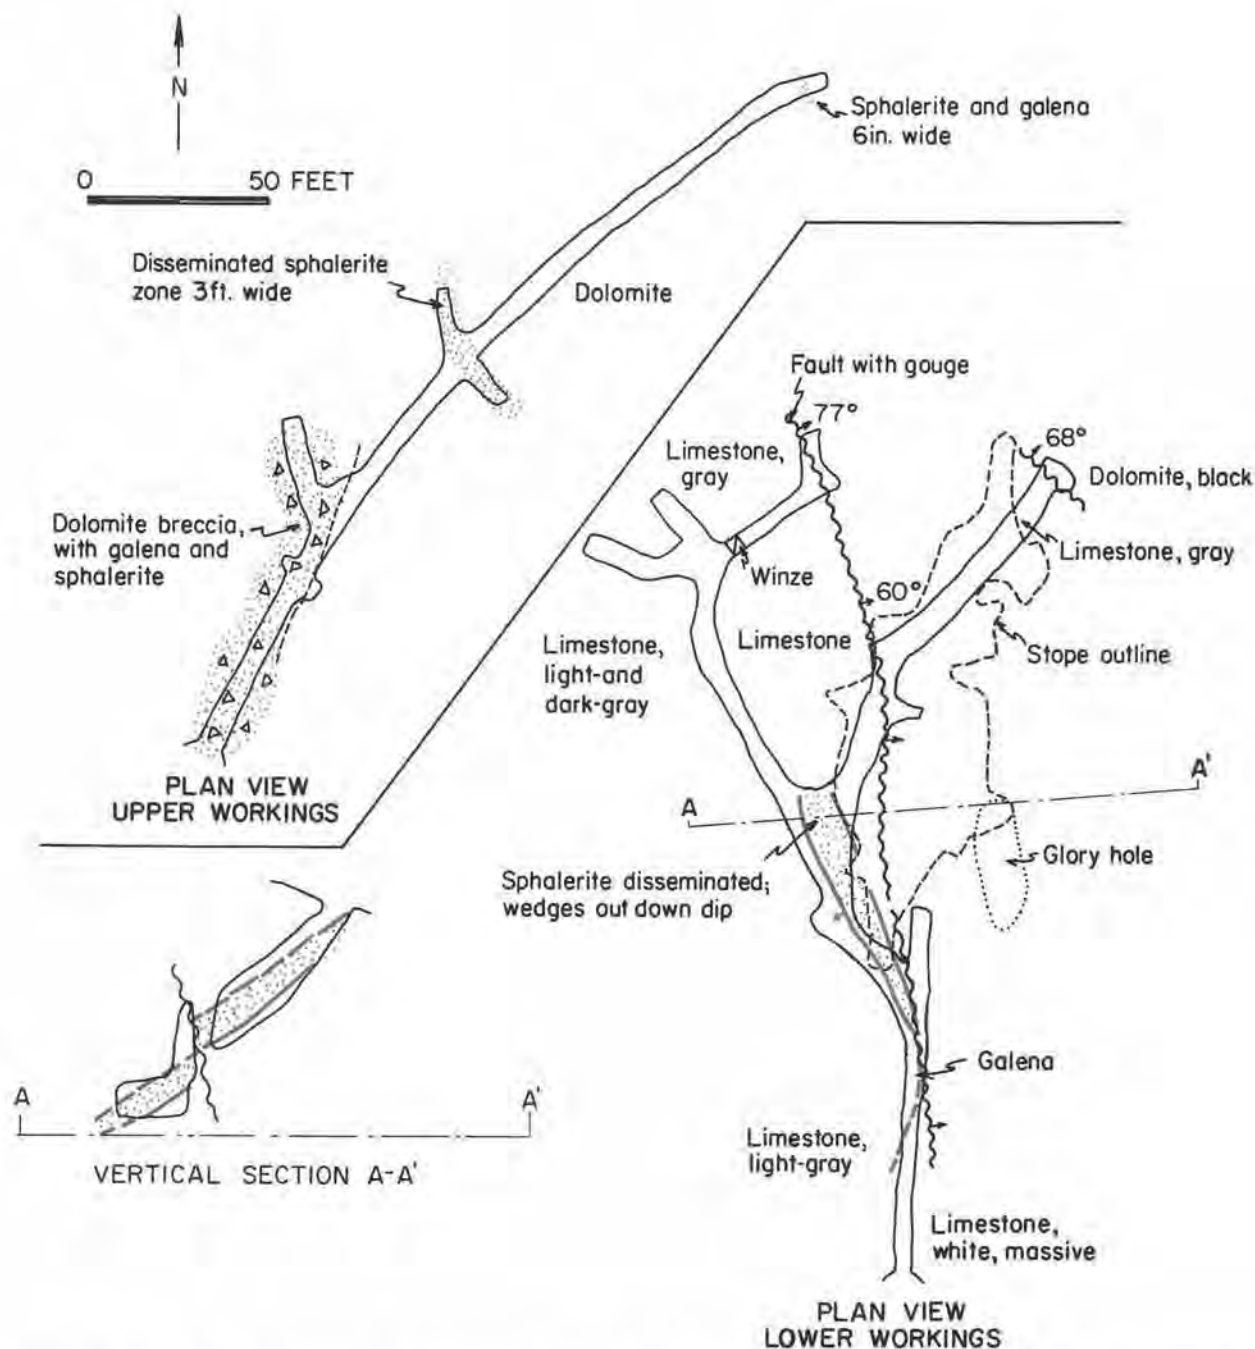 N
0 50 FEET
Sphalerite and galena
6in. wide
Disseminated sphalerite
zone 3ft. wide
Dolomite
Dolomite breccia,
with galena and
sphalerite
PLAN VIEW
UPPER WORKINGS
Fault with gouge
77°
Limestone,
gray
68°
Dolomite, black
Limestone, gray
Winze
60°
Limestone
Limestone,
light-and
dark-gray
Stope outline
A
A'
Glory hole
Sphalerite disseminated;
wedges out down dip
Galena
Limestone,
light-gray
Limestone,
white, massive
PLAN VIEW
LOWER WORKINGS
A
A'
VERTICAL SECTION A-A'